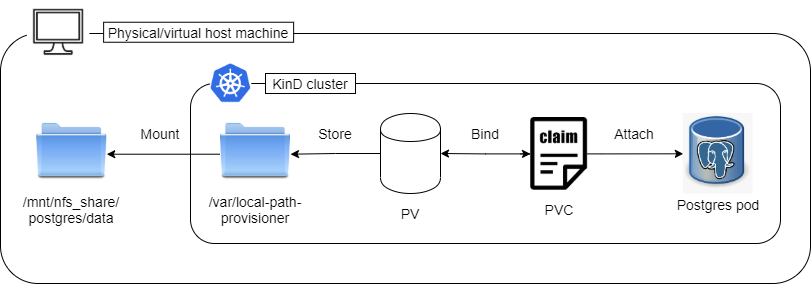 Physical/virtual host machine
KinD cluster
Mount
Store
Bind
claim
Attach
/mnt/nfs_share/
postgres/data
/var/local-path-
provisioner
PV
PVC
Postgres pod